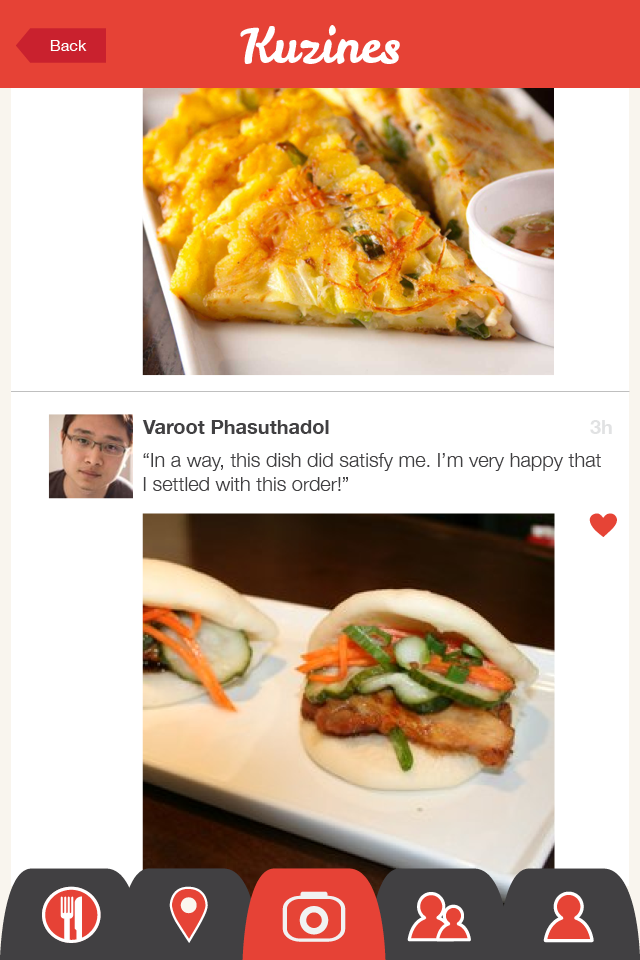 Back
Kuzines
Varoot Phasuthadol
3h
“In a way, this dish did satisfy me. I’m very happy that
I settled with this order!”